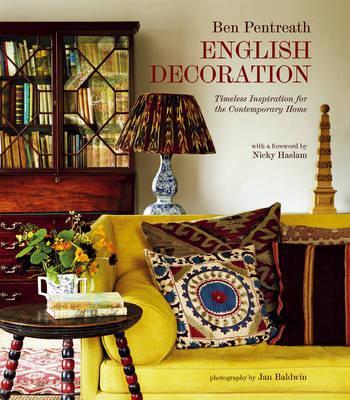 Ben Pentreath
ENGLISH
DECORATION
Timeless Inspiration for
the Contemporary Home
with a foreword by
Nicky Haslam
photography by Jan Baldwin